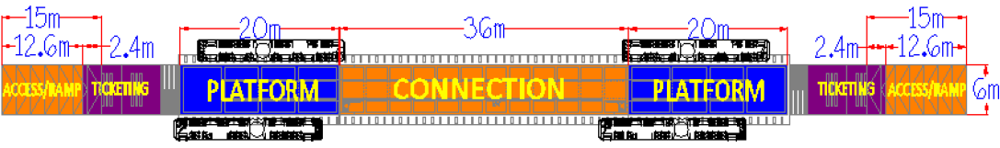 15m
20m
36m
20m
15m
12.6m
2.4m
2.4m
12.6m
ACCESS/RAMP
TICKETING
PLATFORM
CONNECTION
PLATFORM
TICKETING
ACCESS/RAMP
6m